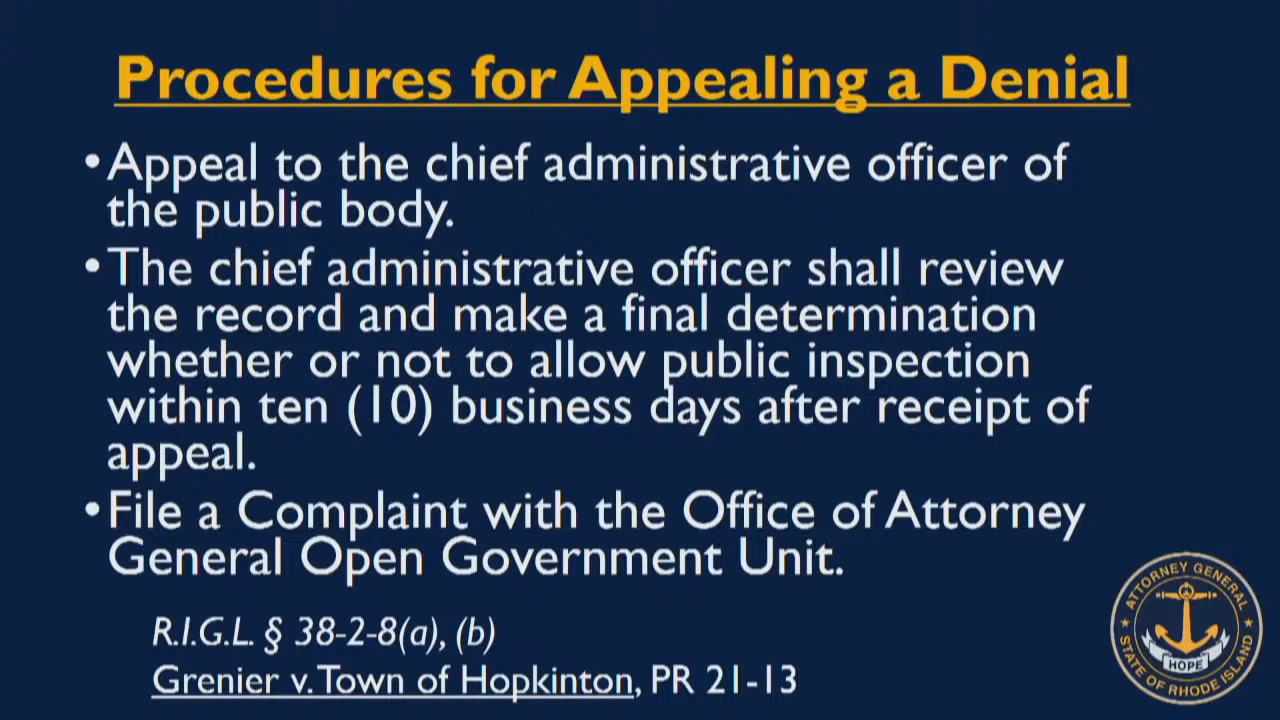 Procedures for Appealing a Denial
•Appeal to the chief administrative officer of
the public body.
•The chief administrative officer shall review
the record and make a final determination
whether or not to allow public inspection
within ten (10) business days after receipt of
appeal.
•File a Complaint with the Office of Attorney
General Open Government Unit.
R.I.G.L. § 38-2-8(a), (b)
Grenier v. Town of Hopkinton, PR 21-13
ATTORNEY GENERAL
HOPE
STATE OF RHODE ISLAND